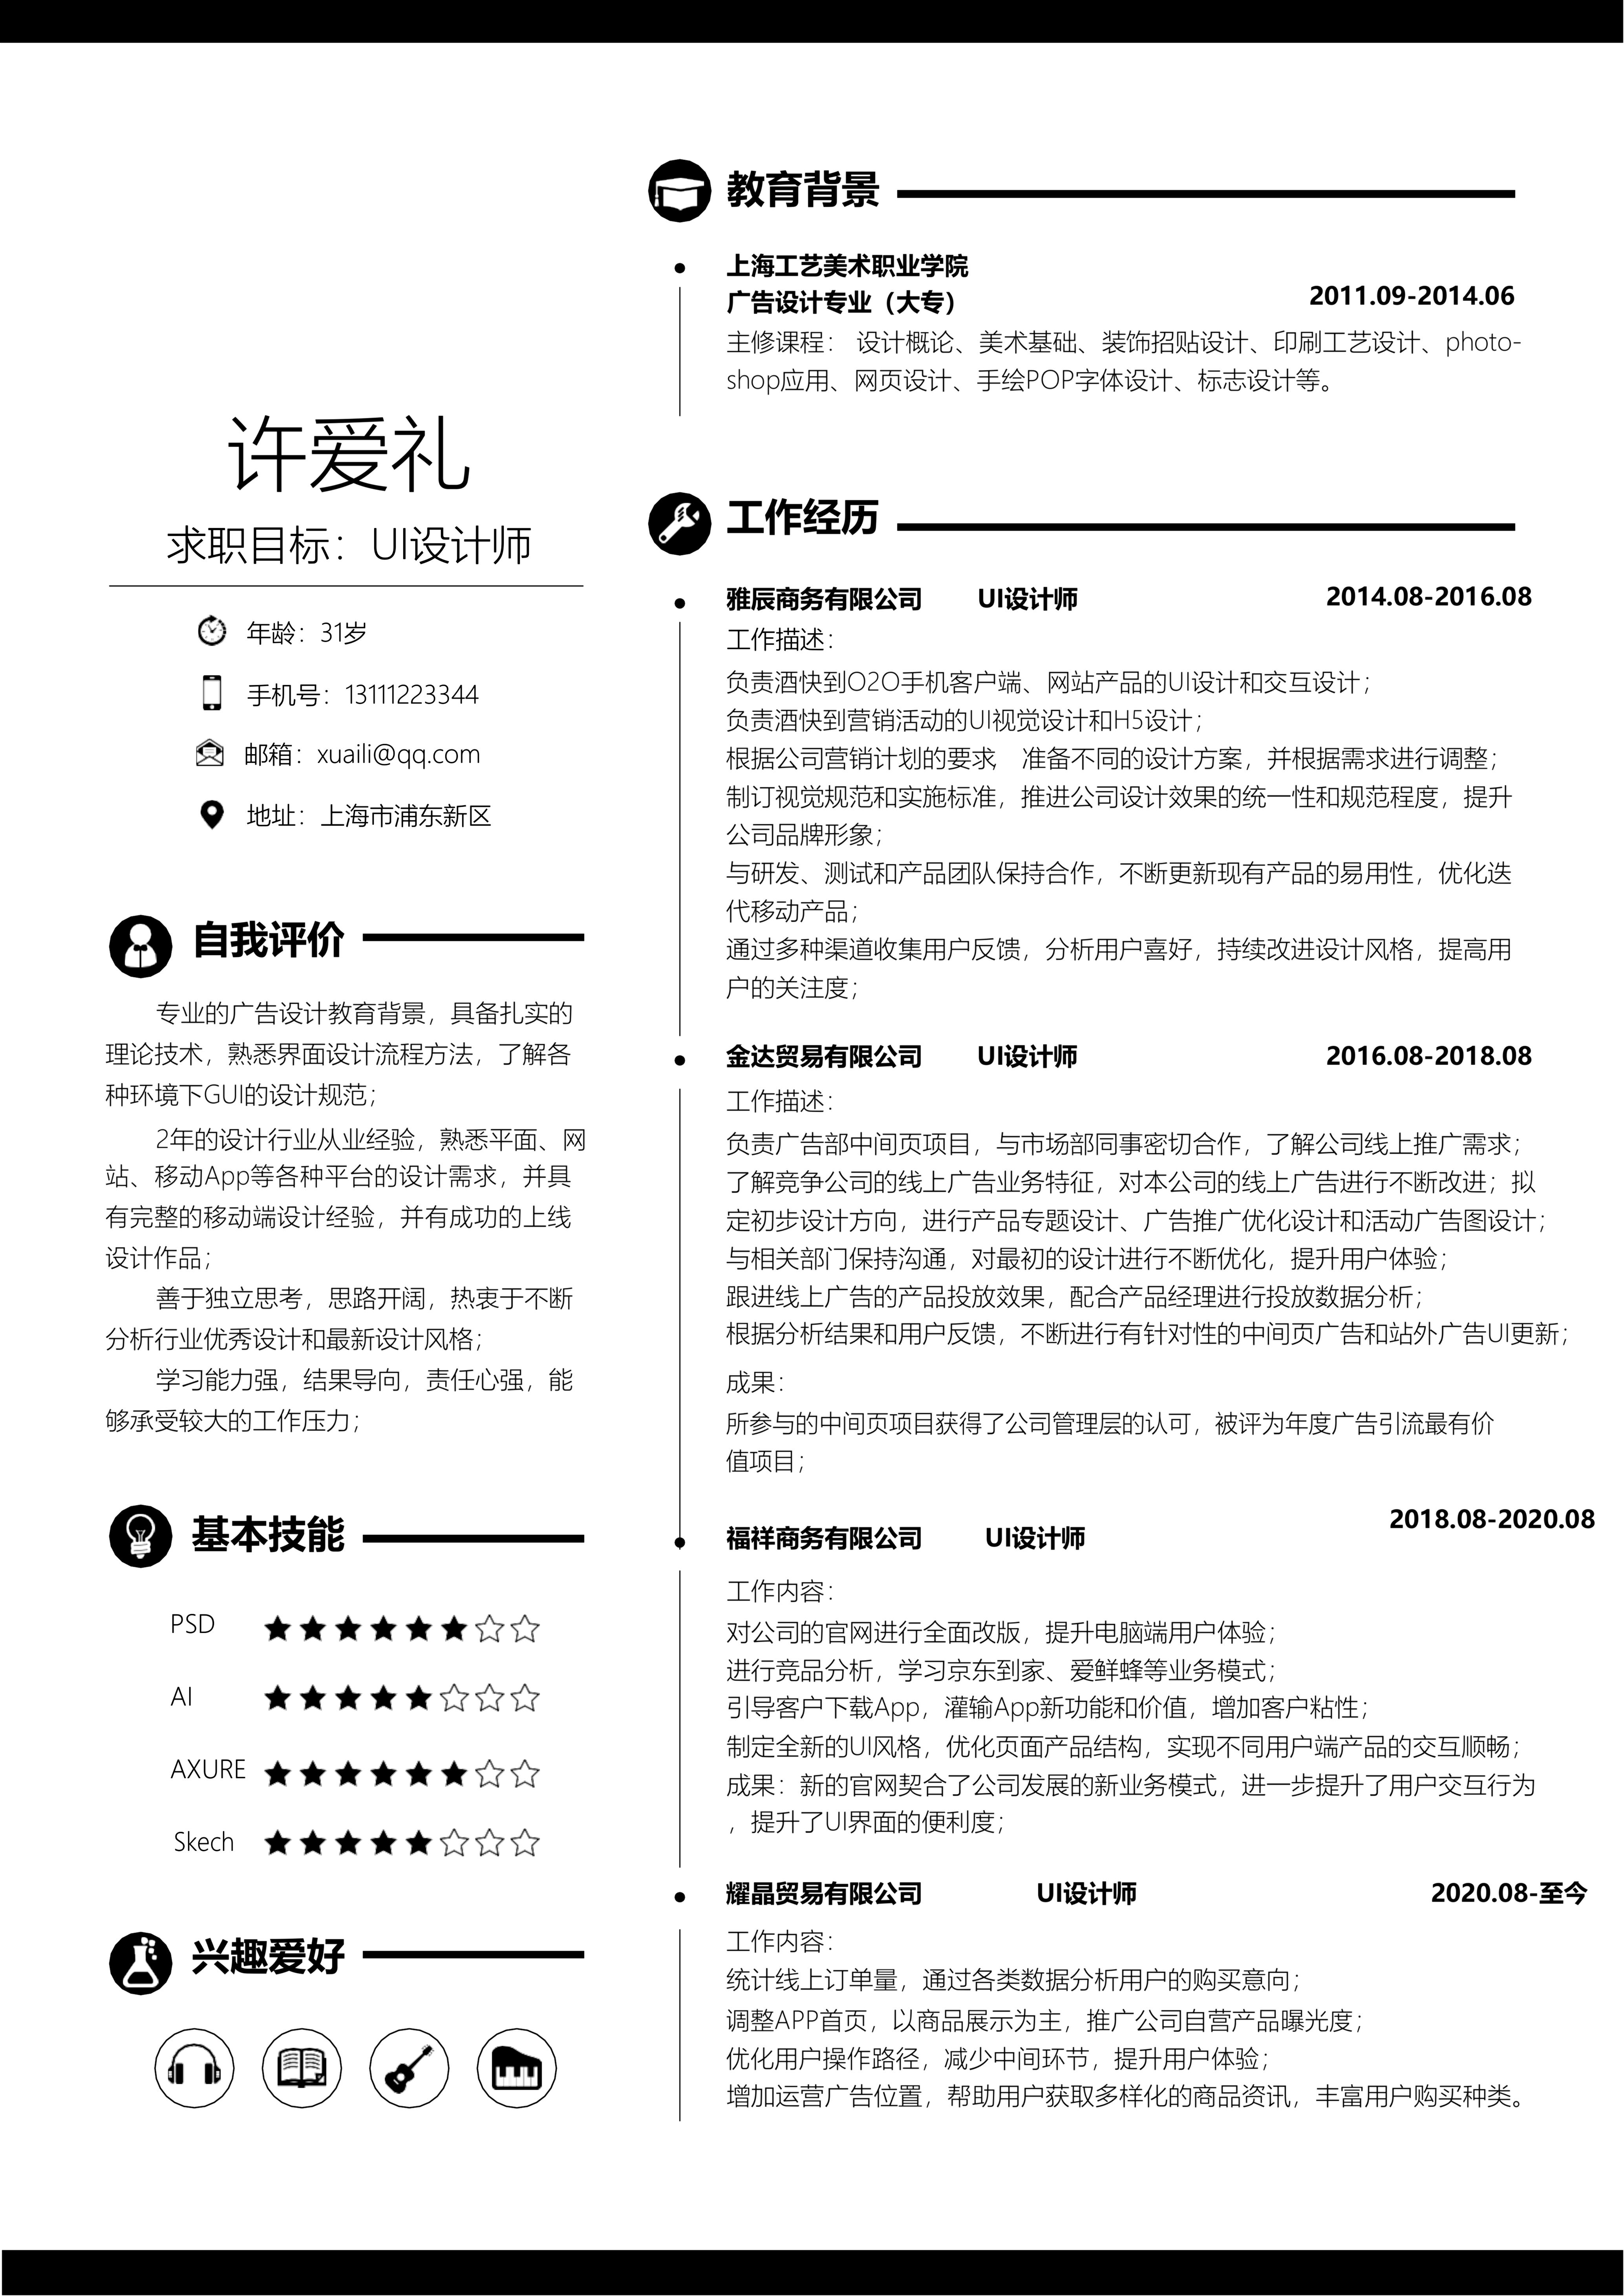 许爱礼
求职目标：UI设计师
年龄：31岁
手机号：13111223344
邮箱：xuaili@qq.com
地址：上海市浦东新区
自我评价
专业的广告设计教育背景，具备扎实的
理论技术，熟悉界面设计流程方法，了解各
种环境下GUI的设计规范；
2年的设计行业从业经验，熟悉平面、网
站、移动App等各种平台的设计需求，并具
有完整的移动端设计经验，并有成功的上线
设计作品；
善于独立思考，思路开阔，热衷于不断
分析行业优秀设计和最新设计风格；
学习能力强，结果导向，责任心强，能
够承受较大的工作压力；
基本技能
PSD
AI
AXURE
Skech
兴趣爱好
教育背景
上海工艺美术职业学院
广告设计专业（大专） 2011.09-2014.06
主修课程： 设计概论、美术基础、装饰招贴设计、印刷工艺设计、photo-
shop应用、网页设计、手绘POP字体设计、标志设计等。
工作经历
雅辰商务有限公司 UI设计师 2014.08-2016.08
工作描述：
负责酒快到O2O手机客户端、网站产品的UI设计和交互设计；
负责酒快到营销活动的UI视觉设计和H5设计；
根据公司营销计划的要求, 准备不同的设计方案，并根据需求进行调整；
制订视觉规范和实施标准，推进公司设计效果的统一性和规范程度，提升
公司品牌形象；
与研发、测试和产品团队保持合作，不断更新现有产品的易用性，优化迭
代移动产品；
通过多种渠道收集用户反馈，分析用户喜好，持续改进设计风格，提高用
户的关注度；
金达贸易有限公司 UI设计师 2016.08-2018.08
工作描述：
负责广告部中间页项目，与市场部同事密切合作，了解公司线上推广需求；
了解竞争公司的线上广告业务特征，对本公司的线上广告进行不断改进；拟
定初步设计方向，进行产品专题设计、广告推广优化设计和活动广告图设计；
与相关部门保持沟通，对最初的设计进行不断优化，提升用户体验；
跟进线上广告的产品投放效果，配合产品经理进行投放数据分析；
根据分析结果和用户反馈，不断进行有针对性的中间页广告和站外广告UI更新；
成果：
所参与的中间页项目获得了公司管理层的认可，被评为年度广告引流最有价
值项目；
福祥商务有限公司 UI设计师 2018.08-2020.08
工作内容：
对公司的官网进行全面改版，提升电脑端用户体验；
进行竞品分析，学习京东到家、爱鲜蜂等业务模式；
引导客户下载App，灌输App新功能和价值，增加客户粘性；
制定全新的UI风格，优化页面产品结构，实现不同用户端产品的交互顺畅；
成果：新的官网契合了公司发展的新业务模式，进一步提升了用户交互行为
，提升了UI界面的便利度；
耀晶贸易有限公司 UI设计师 2020.08-至今
工作内容：
统计线上订单量，通过各类数据分析用户的购买意向；
调整APP首页，以商品展示为主，推广公司自营产品曝光度；
优化用户操作路径，减少中间环节，提升用户体验；
增加运营广告位置，帮助用户获取多样化的商品资讯，丰富用户购买种类。